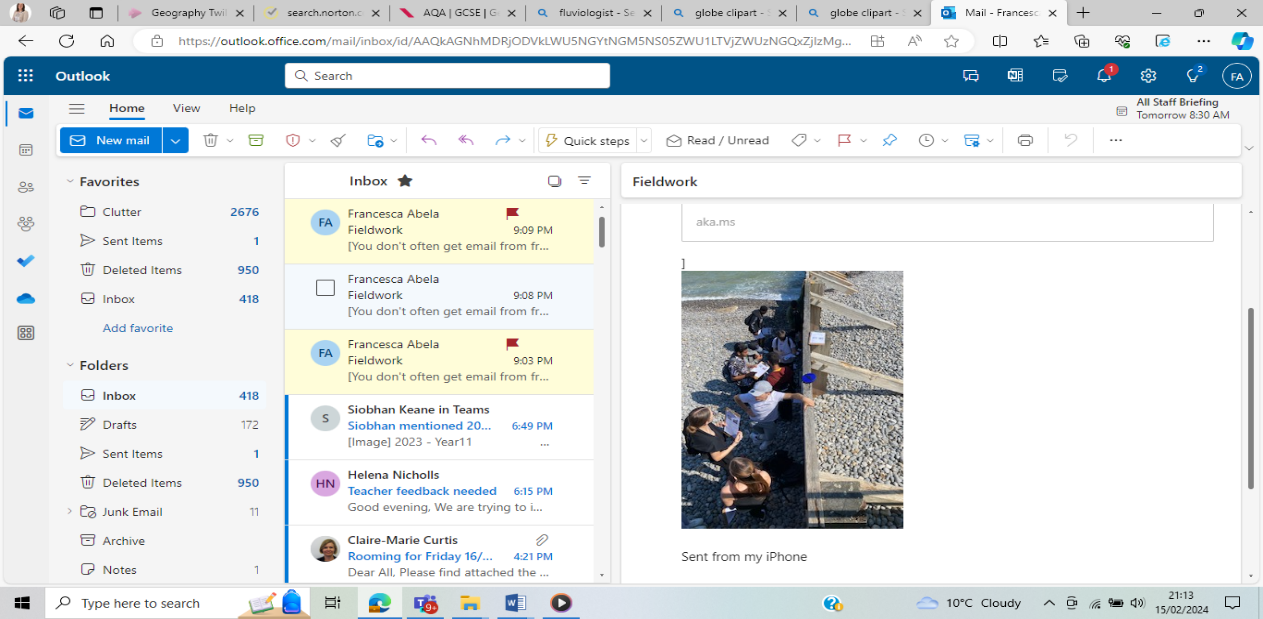 Geography Twil
search.norton.c
AQA | GCSE | G
fluviologist - Se
globe clipart - S
globe clipart - S
Mail - Francesc
https://outlook.office.com/mail/inbox/id/AAQkAGNhMDRjODVkLWU5NGYtNGM5NS05ZWU1LTVjZWUzNGQxZjIzMg...
Outlook
Search
1
2
FA
Home View Help
All Staff Briefing
Tomorrow 8:30 AM
New mail
Quick steps
Read / Unread
Favorites
Clutter 2676
Sent Items 1
Deleted Items 950
Inbox 418
Add favorite
Folders
Inbox 418
Drafts 172
Sent Items 1
Deleted Items 950
Junk Email 11
Archive
Notes 1
Inbox
FA
Francesca Abela
Fieldwork 9:09 PM
[You don't often get email from fr...
Francesca Abela
Fieldwork 9:08 PM
[You don't often get email from fr...
FA
Francesca Abela
Fieldwork 9:03 PM
[You don't often get email from fr...
S
Siobhan Keane in Teams
Siobhan mentioned 20... 6:49 PM
[Image] 2023 - Year11 ...
HN
Helena Nicholls
Teacher feedback needed 6:15 PM
Good evening, We are trying to i...
Claire-Marie Curtis
Rooming for Friday 16/... 4:21 PM
Dear All, Please find attached the ...
Fieldwork
aka.ms
]
Sent from my iPhone
Type here to search
9+
10°C Cloudy
21:13
15/02/2024